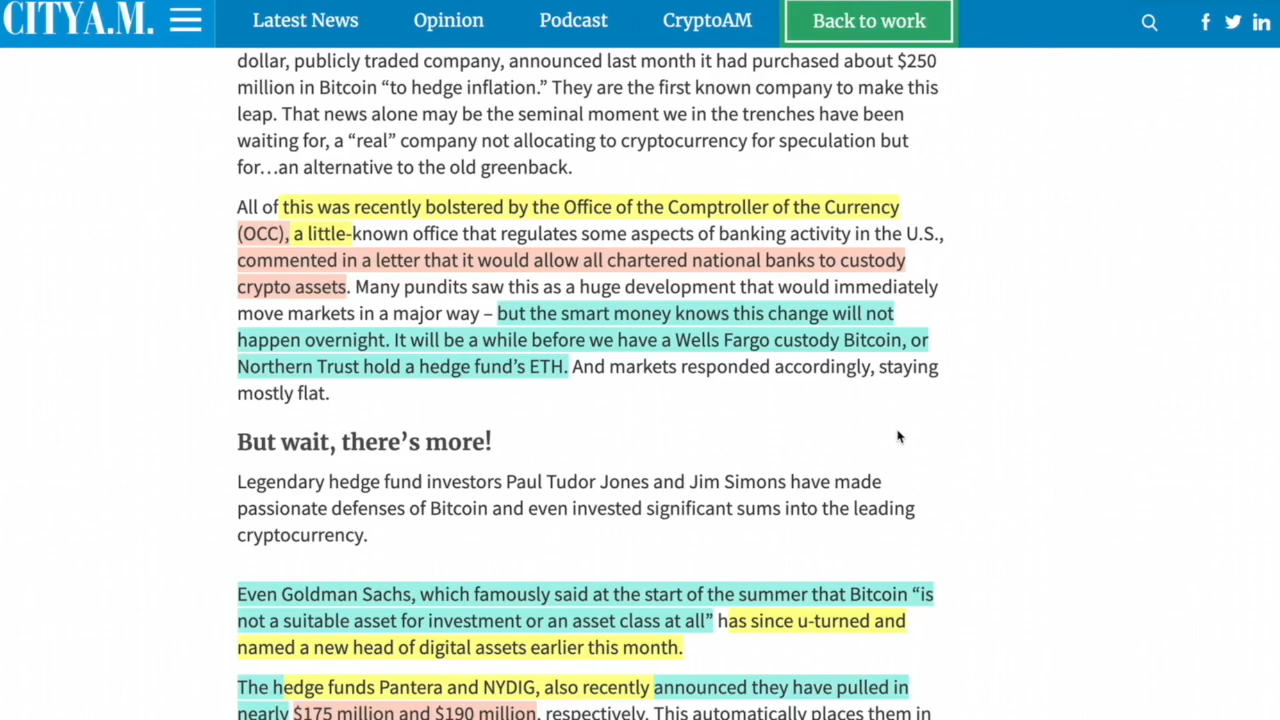 CITYA.M.
Latest News
Opinion
Podcast
CryptoAM
Back to work
dollar, publicly traded company, announced last month it had purchased about $250
million in Bitcoin “to hedge inflation.” They are the first known company to make this
leap. That news alone may be the seminal moment we in the trenches have been
waiting for, a “real” company not allocating to cryptocurrency for speculation but
for…an alternative to the old greenback.
All of this was recently bolstered by the Office of the Comptroller of the Currency
(OCC), a little-known office that regulates some aspects of banking activity in the U.S.,
commented in a letter that it would allow all chartered national banks to custody
crypto assets. Many pundits saw this as a huge development that would immediately
move markets in a major way – but the smart money knows this change will not
happen overnight. It will be a while before we have a Wells Fargo custody Bitcoin, or
Northern Trust hold a hedge fund’s ETH. And markets responded accordingly, staying
mostly flat.
But wait, there’s more!
Legendary hedge fund investors Paul Tudor Jones and Jim Simons have made
passionate defenses of Bitcoin and even invested significant sums into the leading
cryptocurrency.
Even Goldman Sachs, which famously said at the start of the summer that Bitcoin “is
not a suitable asset for investment or an asset class at all” has since u-turned and
named a new head of digital assets earlier this month.
The hedge funds Pantera and NYDIG, also recently announced they have pulled in
nearly $175 million and $190 million, respectively. This automatically places them in